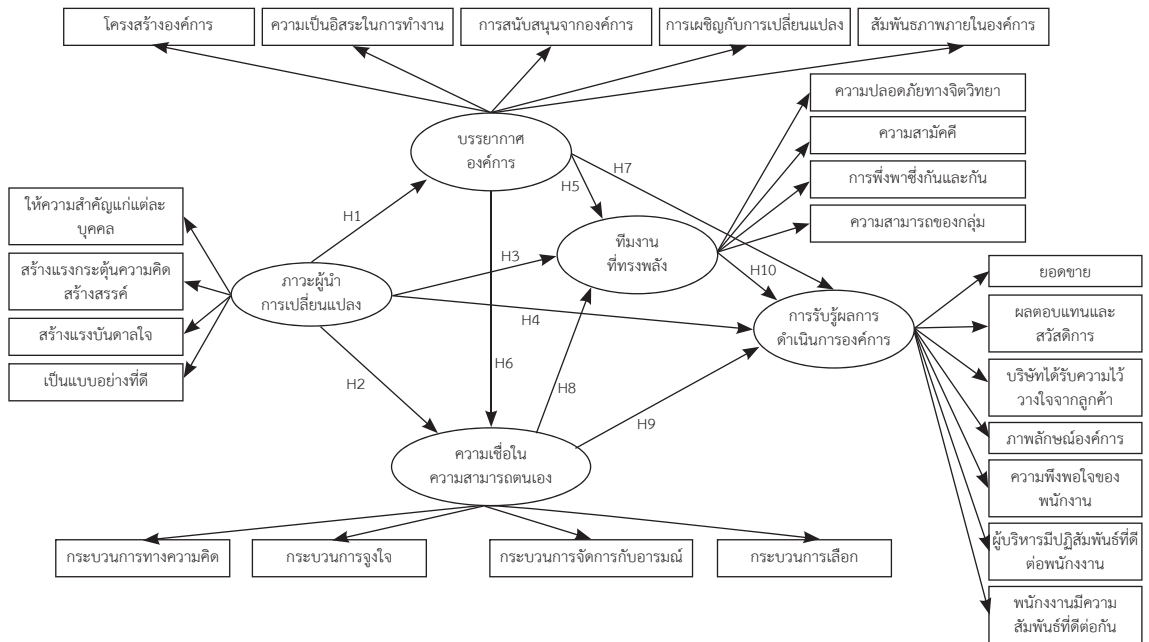 โครงสร้างองค์การ
ความเป็นอิสระในการทำงาน
การสนับสนุนจากองค์การ
การเผชิญกับการเปลี่ยนแปลง
สัมพันธภาพภายในองค์การ
ความปลอดภัยทางจิตวิทยา
ความสามัคคี
การพึ่งพาซึ่งกันและกัน
ความสามารถของกลุ่ม
บรรยากาศ
องค์การ
H7
H5
ให้ความสำคัญแก่แต่ละ
บุคคล
สร้างแรงกระตุ้นความคิด
สร้างสรรค์
สร้างแรงบันดาลใจ
เป็นแบบอย่างที่ดี
H1
ภาวะผู้นำ
การเปลี่ยนแปลง
H3
ทีมงาน
ที่ทรงพลัง
H10
H4
การรับรู้ผลการ
ดำเนินการองค์การ
H2
H6
H8
H9
ความเชื่อใน
ความสามารถตนเอง
ยอดขาย
ผลตอบแทนและ
สวัสดิการ
บริษัทได้รับความไว้
วางใจจากลูกค้า
ภาพลักษณ์องค์การ
ความพึงพอใจของ
พนักงาน
ผู้บริหารมีปฏิสัมพันธ์ที่ดี
ต่อพนักงงาน
พนักงงานมีความ
สัมพันธ์ที่ดีต่อกัน
กระบวนการทางความคิด
กระบวนการจูงใจ
กระบวนการจัดการกับอารมณ์
กระบวนการเลือก